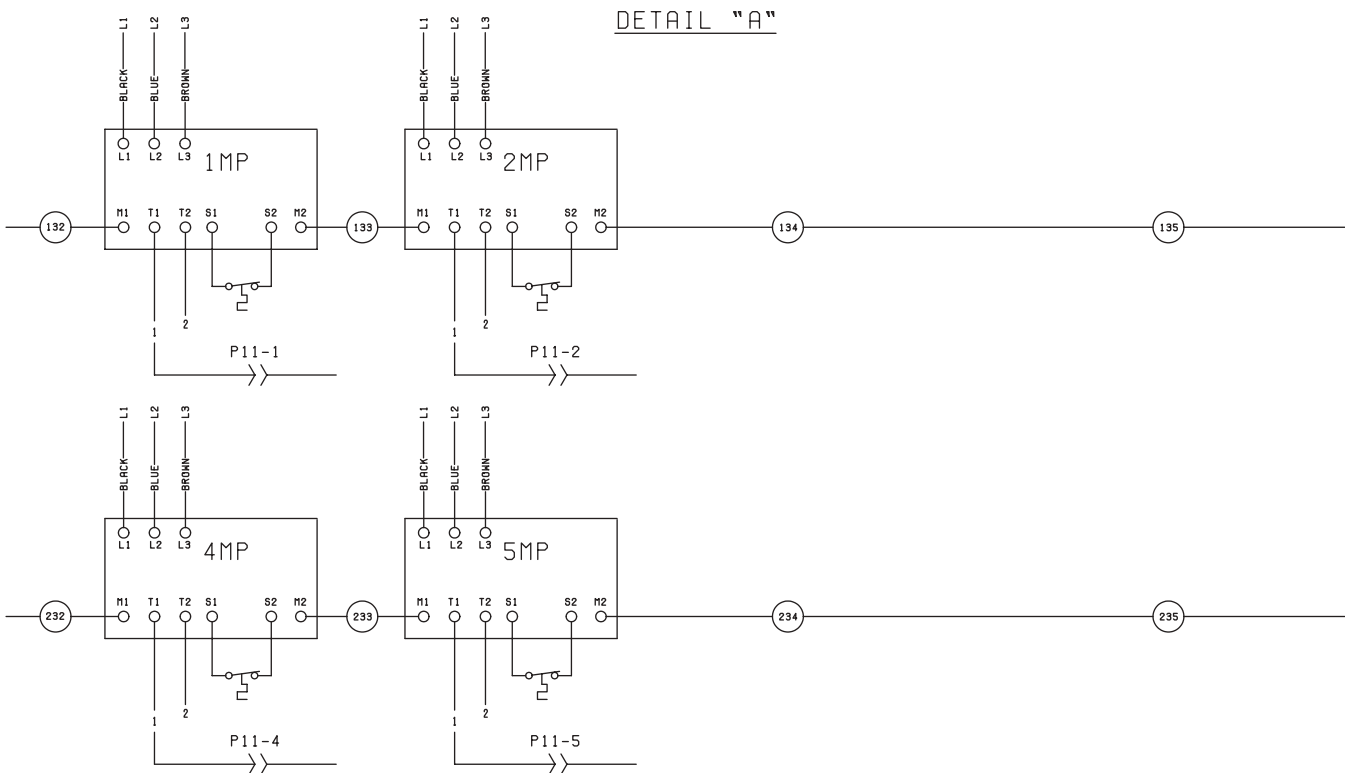 DETAIL "A"
L1 L2 L3 L1 L2 L3
BLACK BLUE BROWN BLACK BLUE BROWN
L1 L2 L3 L1 L2 L3
1MP 2MP
M1 T1 T2 S1 S2 M2 M1 T1 T2 S1 S2 M2
132 133 134 135
1 2 1 2
P11-1 P11-2
L1 L2 L3 L1 L2 L3
BLACK BLUE BROWN BLACK BLUE BROWN
L1 L2 L3 L1 L2 L3
4MP 5MP
M1 T1 T2 S1 S2 M2 M1 T1 T2 S1 S2 M2
232 233 234 235
1 2 1 2
P11-4 P11-5